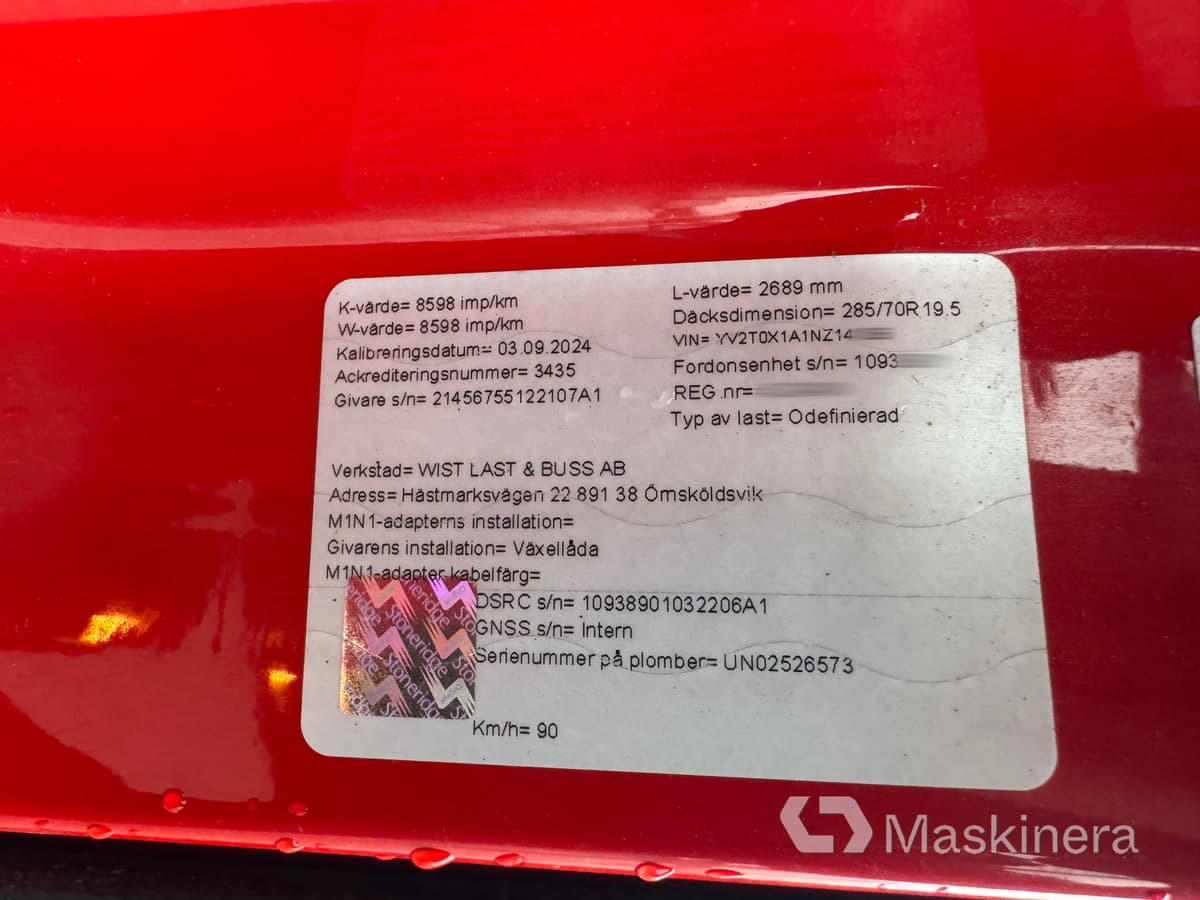 K-värde= 8598 imp/km
W-värde= 8598 imp/km
Kalibreringsdatum= 03.09.2024
Ackrediteringsnummer= 3435
Givare s/n= 21456755122107A1
L-värde= 2689 mm
Däcksdimension= 285/70R19.5
VIN= YV2T0X1A1NZ14
Fordonsenhet s/n= 1093
REG.nr=
Typ av last= Odefinierad
Verkstad= WIST LAST & BUSS AB
Adress= Hästmarksvägen 22 891 38 Örnsköldsvik
M1N1-adapterns installation=
Givarens installation= Växellåda
M1N1-adapter kabelfärg=
DSRC s/n= 10938901032206A1
GNSS s/n= Intern
Serienummer på plomber= UN02526573
Km/h= 90
Stoneridge
Stoneridge
Maskinera